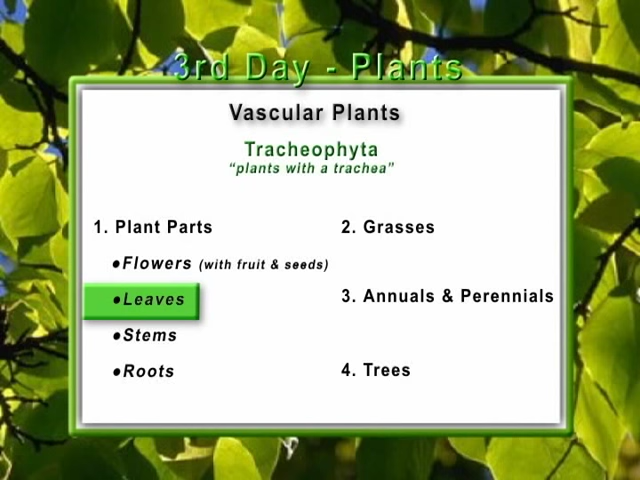 3rd Day - Plants
Vascular Plants
Tracheophyta
“plants with a trachea”
1. Plant Parts
•Flowers (with fruit & seeds)
•Leaves
•Stems
•Roots
2. Grasses
3. Annuals & Perennials
4. Trees